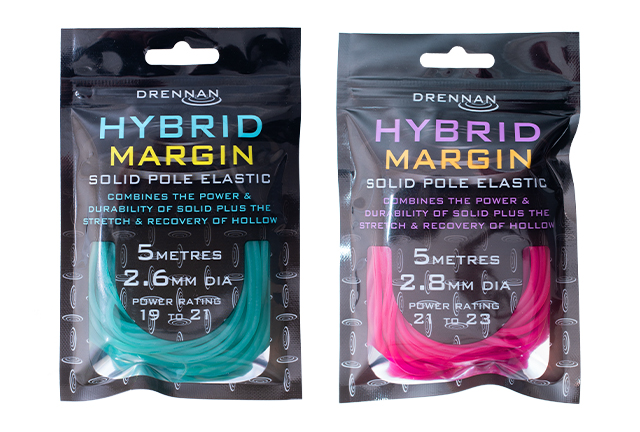 DRENNAN
HYBRID
MARGIN
SOLID POLE ELASTIC
COMBINES THE POWER &
DURABILITY OF SOLID PLUS THE
STRETCH & RECOVERY OF HOLLOW
5METRES
2.6MM DIA
POWER RATING
19 TO 21
DRENNAN
HYBRID
MARGIN
SOLID POLE ELASTIC
COMBINES THE POWER &
DURABILITY OF SOLID PLUS THE
STRETCH & RECOVERY OF HOLLOW
5METRES
2.8MM DIA
POWER RATING
21 TO 23